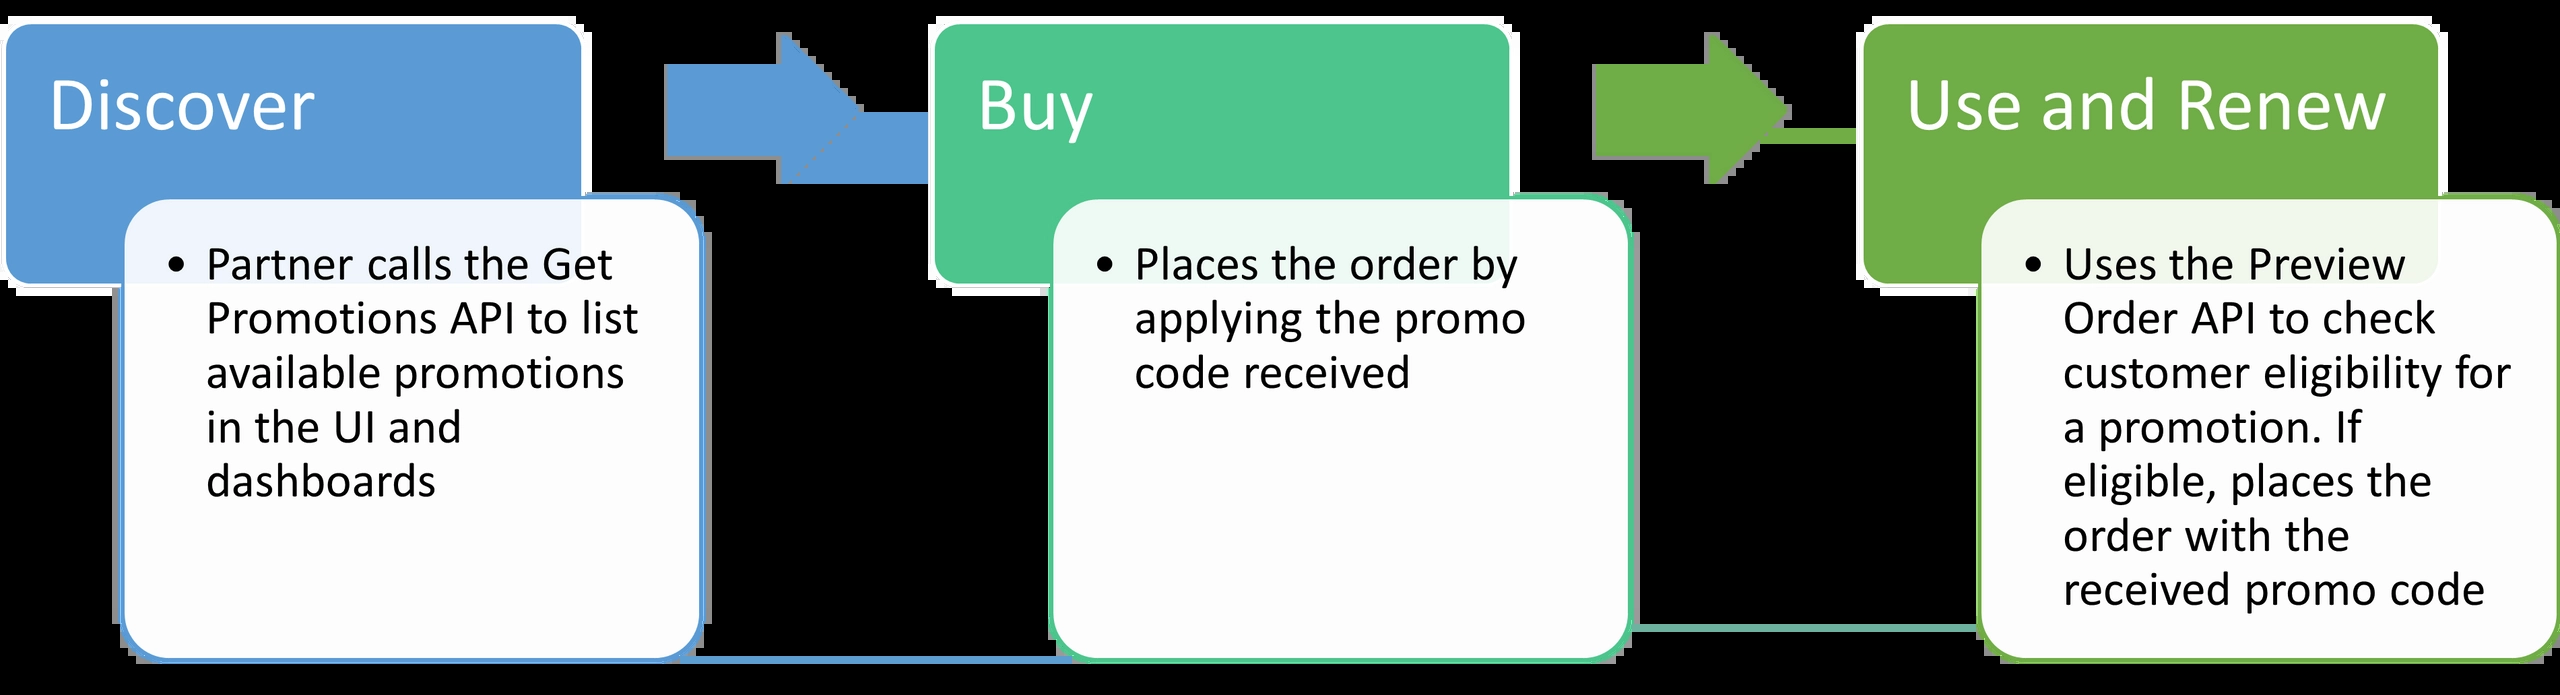 Discover
• Partner calls the Get
Promotions API to list
available promotions
in the UI and
dashboards
Buy
• Places the order by
applying the promo
code received
Use and Renew
• Uses the Preview
Order API to check
customer eligibility for
a promotion. If
eligible, places the
order with the
received promo code